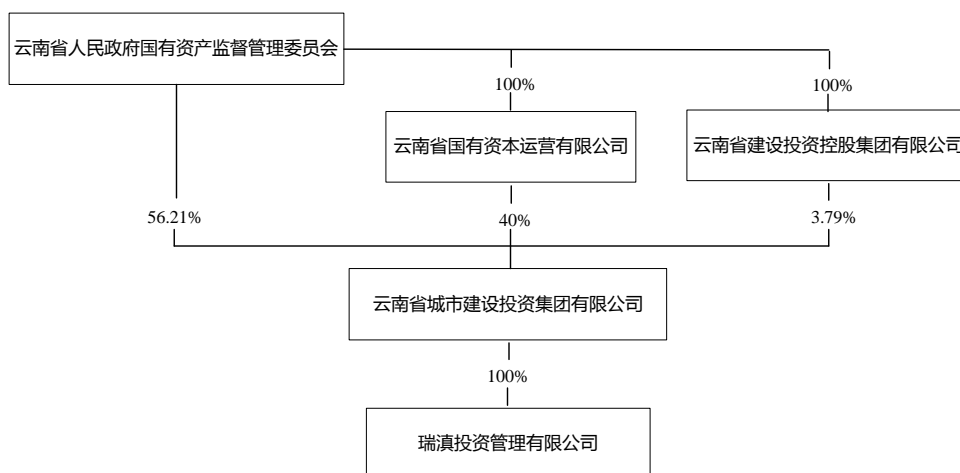 云南省人民政府国有资产监督管理委员会
100%
100%
云南省国有资本运营有限公司
云南省建设投资控股集团有限公司
56.21%
40%
3.79%
云南省城市建设投资集团有限公司
100%
瑞滇投资管理有限公司